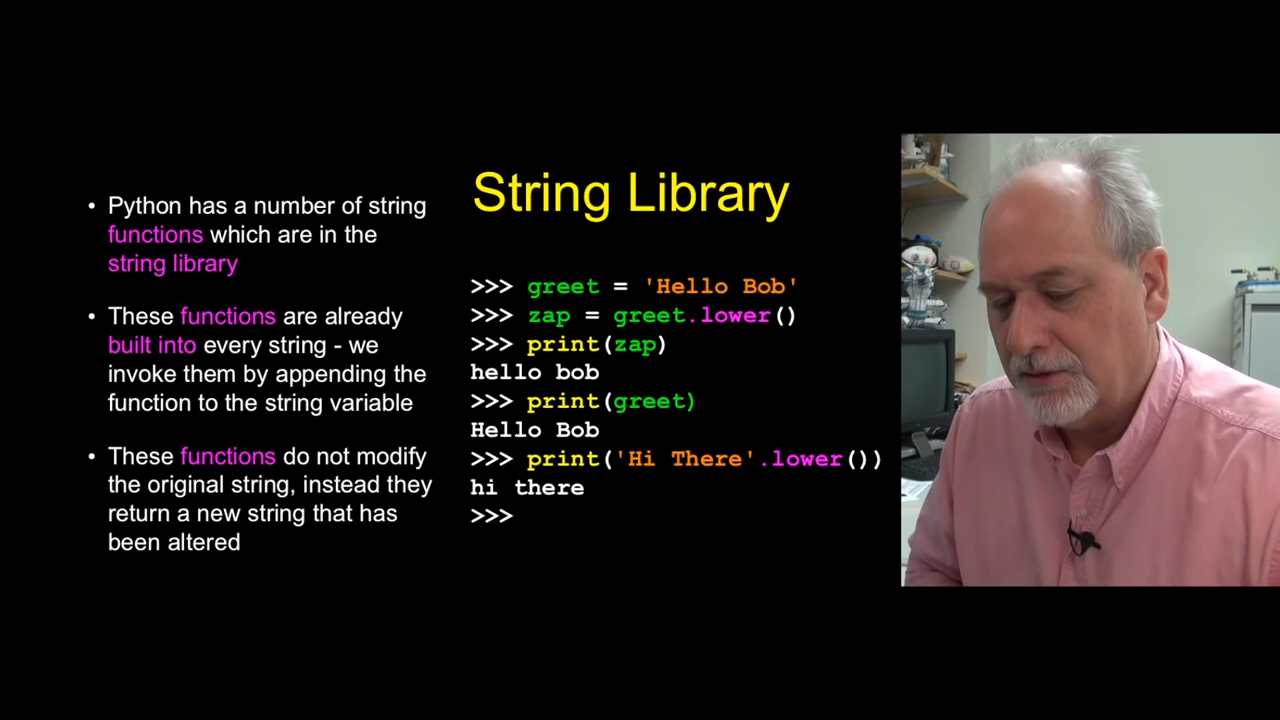 String Library
• Python has a number of string
functions which are in the
string library
• These functions are already
built into every string - we
invoke them by appending the
function to the string variable
• These functions do not modify
the original string, instead they
return a new string that has
been altered
>>> greet = 'Hello Bob'
>>> zap = greet.lower()
>>> print(zap)
hello bob
>>> print(greet)
Hello Bob
>>> print('Hi There'.lower())
hi there
>>>